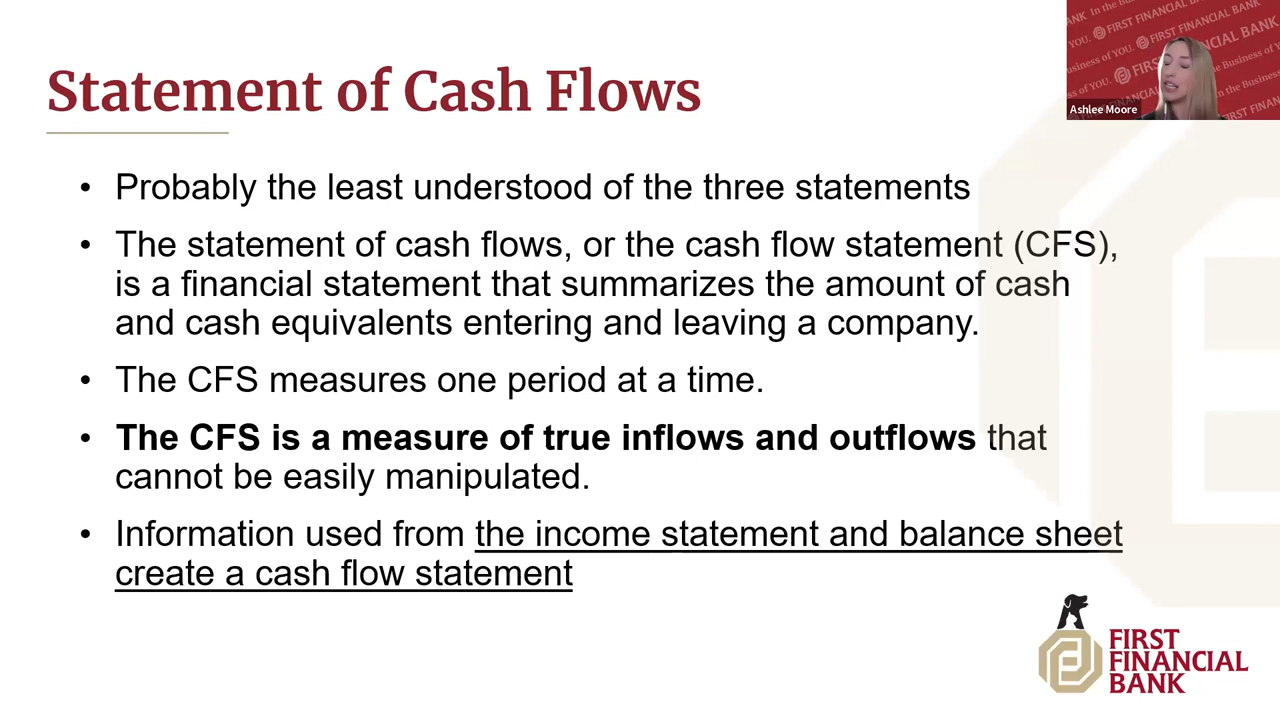 Statement of Cash Flows
• Probably the least understood of the three statements
• The statement of cash flows, or the cash flow statement (CFS),
is a financial statement that summarizes the amount of cash
and cash equivalents entering and leaving a company.
• The CFS measures one period at a time.
• The CFS is a measure of true inflows and outflows that
cannot be easily manipulated.
• Information used from the income statement and balance sheet
create a cash flow statement
Ashlee Moore
FIRST
FINANCIAL
BANK